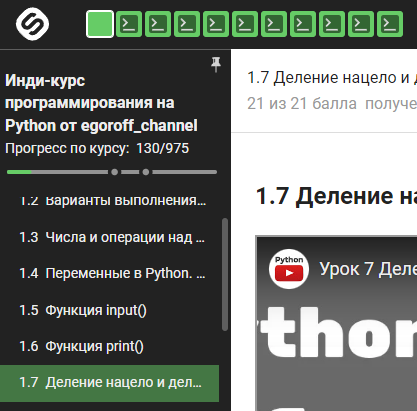 Инди-курс
программирования на
Python от egoroff_channel
Прогресс по курсу: 130/975
1.2 Варианты выполнения...
1.3 Числа и операции над ...
1.4 Переменные в Python. ...
1.5 Функция input()
1.6 Функция print()
1.7 Деление нацело и дел...
1.7 Деление нацело и
21 из 21 балла получе
1.7 Деление на
Python
Урок 7 Деле
thon